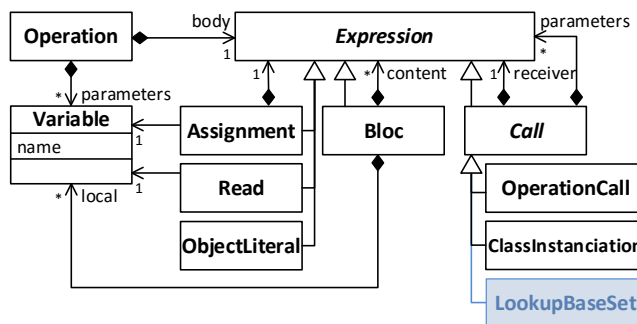 body
parameters
Operation
Expression
1
*
1
*
content
1
receiver
*
parameters
Variable
name
Assignment
1
Bloc
Call
Read
1
OperationCall
*
local
ObjectLiteral
ClassInstanciation
LookupBaseSet